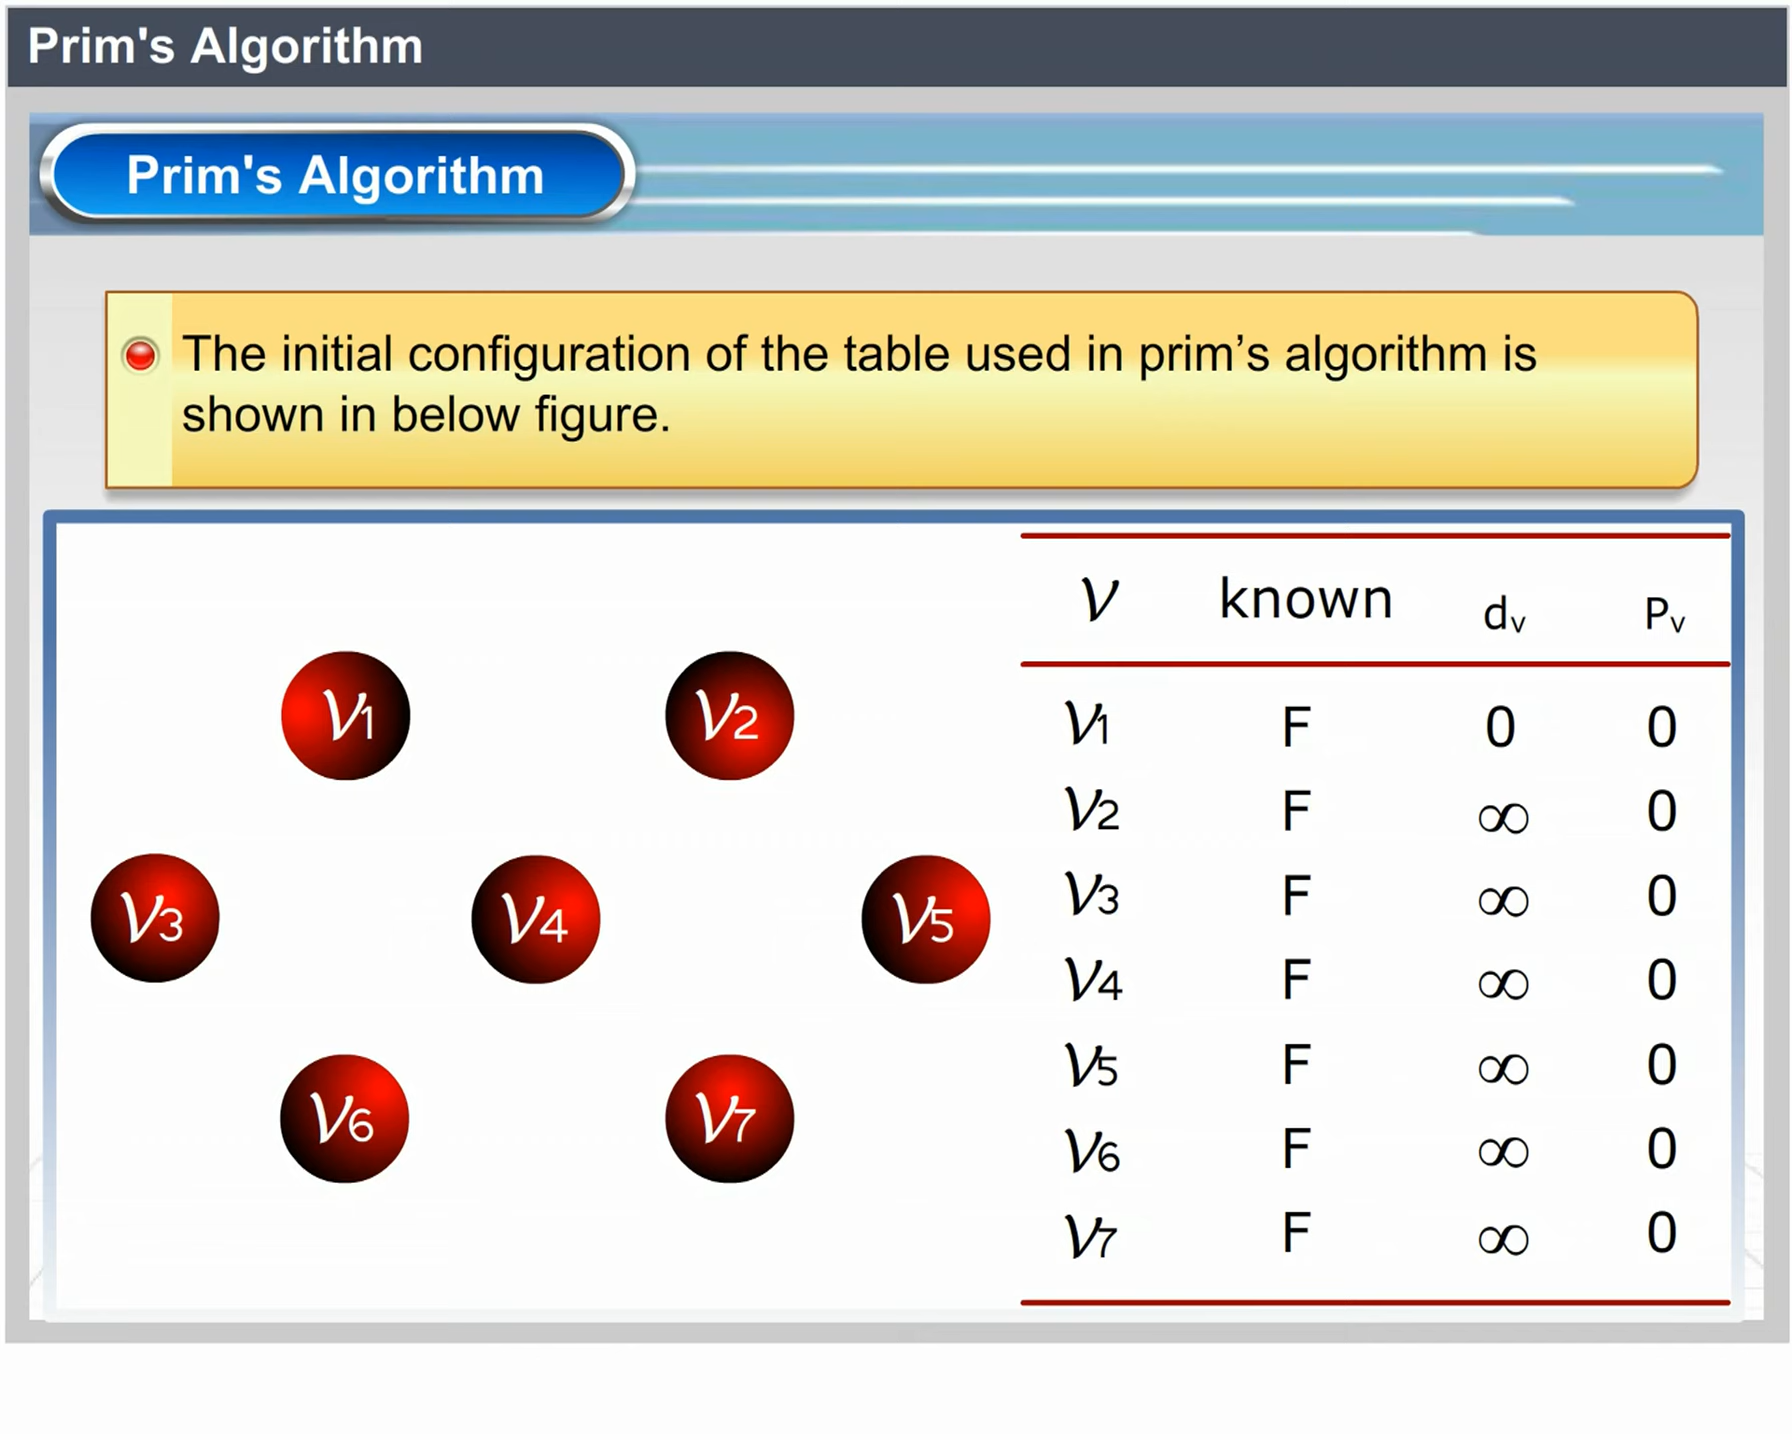 Prim's Algorithm
Prim's Algorithm
The initial configuration of the table used in prim’s algorithm is
shown in below figure.
V1 V2
V3 V4 V5
V6 V7
V known dv Pv
V1 F 0 0
V2 F ∞ 0
V3 F ∞ 0
V4 F ∞ 0
V5 F ∞ 0
V6 F ∞ 0
V7 F ∞ 0